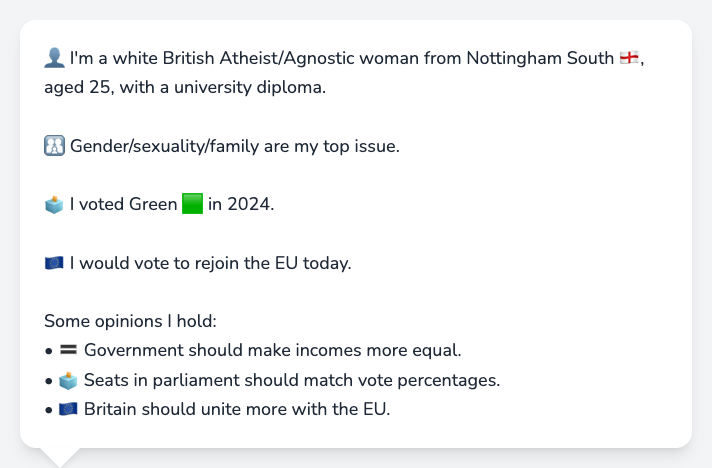 👤 I'm a white British Atheist/Agnostic woman from Nottingham South 🏴󠁧󠁢󠁥󠁮󠁧󠁿,
aged 25, with a university diploma.
🚻 Gender/sexuality/family are my top issue.
🗳️ I voted Green 🟩 in 2024.
🇪🇺 I would vote to rejoin the EU today.
Some opinions I hold:
• 🟰 Government should make incomes more equal.
• 🗳️ Seats in parliament should match vote percentages.
• 🇪🇺 Britain should unite more with the EU.